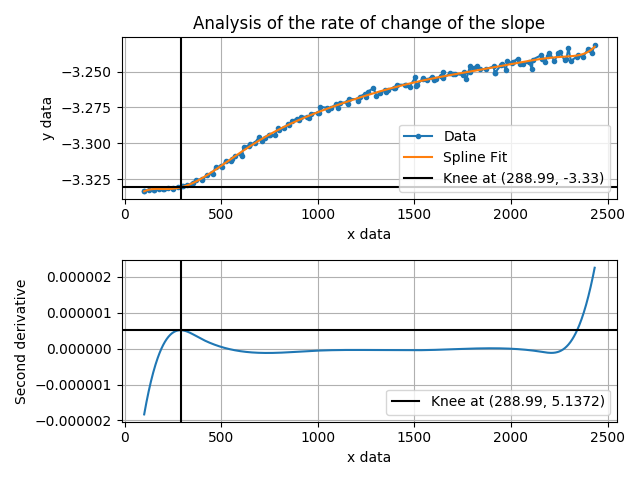 Analysis of the rate of change of the slope
y data
−3.250
−3.275
−3.300
−3.325
Data
Spline Fit
Knee at (288.99, -3.33)
0
500
1000
1500
2000
2500
x data
Second derivative
0.000002
0.000001
0.000000
−0.000001
−0.000002
Knee at (288.99, 5.1372)
0
500
1000
1500
2000
2500
x data